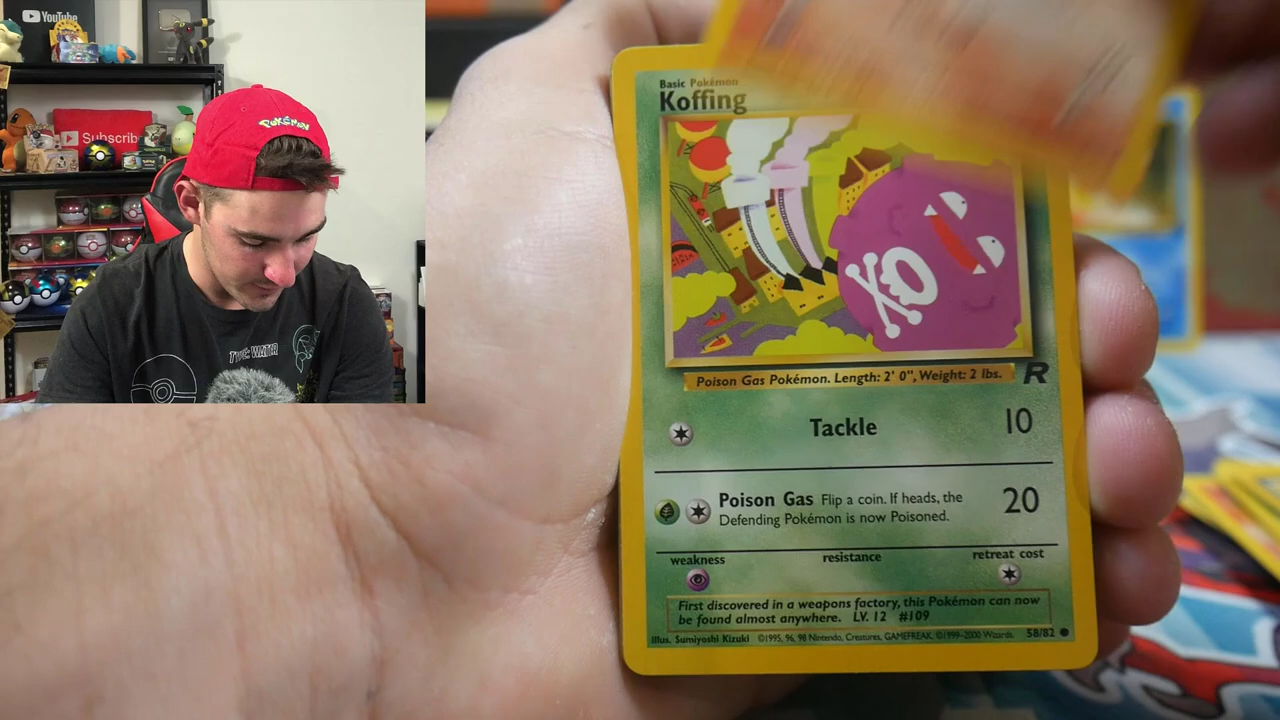 YouTube
Subscrib
Pokémon
TYPE: WATER
Basic Pokémon
Koffing
Poison Gas Pokémon. Length: 2' 0", Weight: 2 lbs.
R
Tackle 10
Poison Gas Flip a coin. If heads, the
Defending Pokémon is now Poisoned. 20
weakness resistance retreat cost
First discovered in a weapons factory, this Pokémon can now
be found almost anywhere. LV. 12 #109
Illus. Sumiyoshi Kizuki ©1995, 96, 98 Nintendo, Creatures, GAMEFREAK. ©1999-2000 Wizards. 58/82